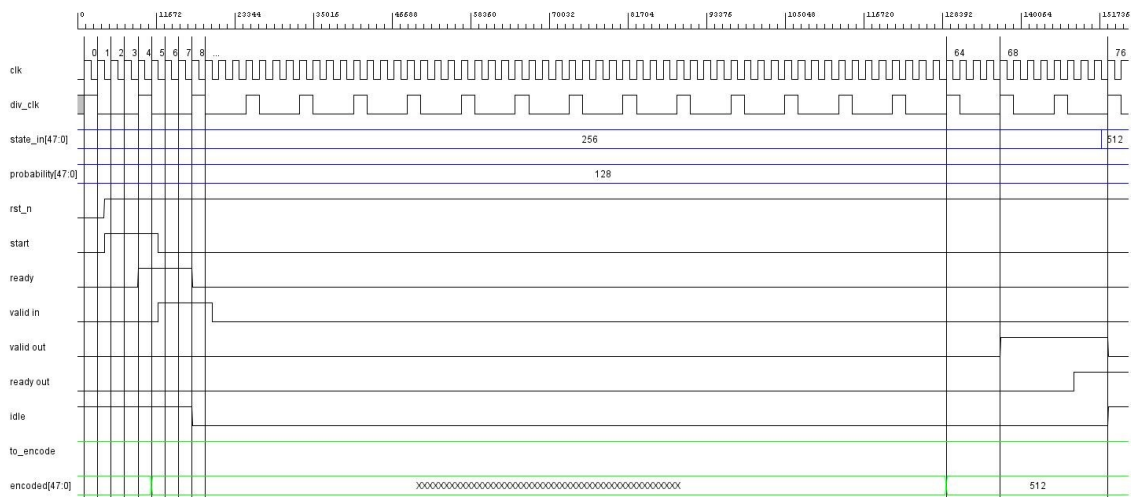 0 11672 23344 35016 46688 58360 70032 81704 93376 105048 116720 128392 140064 151736
0 1 2 3 4 5 6 7 8 ... 64 68 76
clk
div_clk
state_in[47:0] 256 512
probability[47:0] 128
rst_n
start
ready
valid in
valid out
ready out
idle
to_encode
encoded[47:0] 512